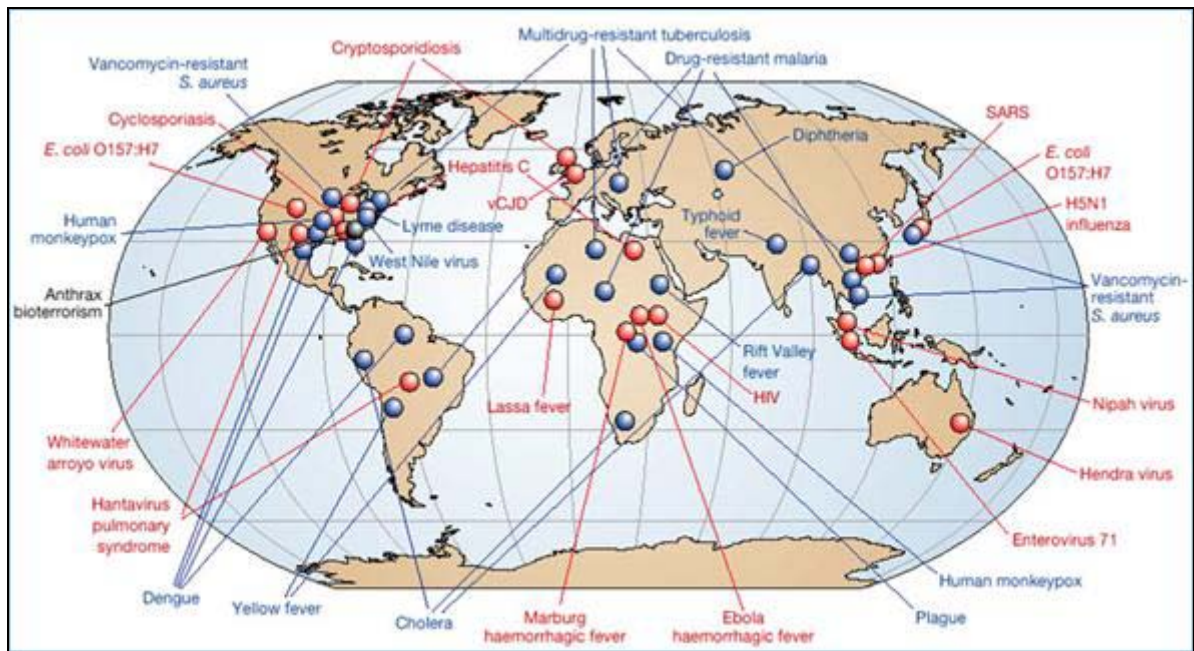 Multidrug-resistant tuberculosis
Cryptosporidiosis
Drug-resistant malaria
Vancomycin-resistant
S. aureus
SARS
Cyclosporiasis
Diphtheria
E. coli O157:H7
E. coli
O157:H7
Hepatitis C
vCJD
H5N1
influenza
Human
monkeypox
Lyme disease
Typhoid
fever
West Nile virus
Anthrax
bioterrorism
Vancomycin-
resistant
S. aureus
Rift Valley
fever
HIV
Lassa fever
Nipah virus
Whitewater
arroyo virus
Hendra virus
Hantavirus
pulmonary
syndrome
Enterovirus 71
Dengue
Yellow fever
Cholera
Marburg
haemorrhagic fever
Ebola
haemorrhagic fever
Human monkeypox
Plague